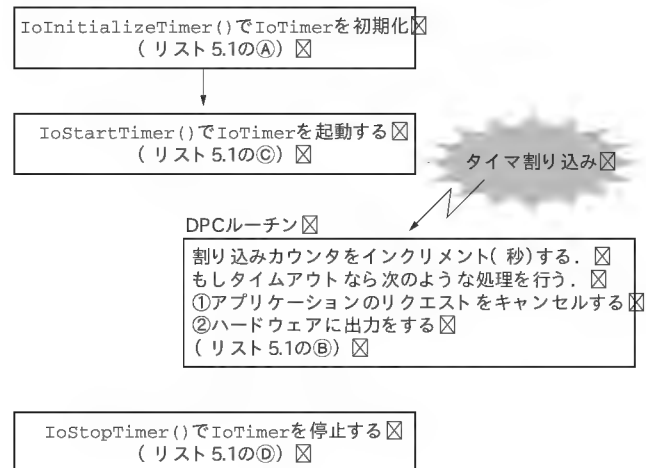 IoInitializeTimer()でIoTimerを初期化☒
( リスト 5.1のⒶ) ☒
IoStartTimer()でIoTimerを起動する☒
( リスト 5.1のⒸ) ☒
タイマ割り込み☒
DPCルーチン☒
割り込みカウンタをインクリメント( 秒)する. ☒
もしタイムアウトなら次のような処理を行う. ☒
①アプリケーションのリクエストをキャンセルする☒
②ハードウェアに出力をする☒
( リスト 5.1のⒷ) ☒
IoStopTimer()でIoTimerを停止する☒
( リスト 5.1のⒹ) ☒